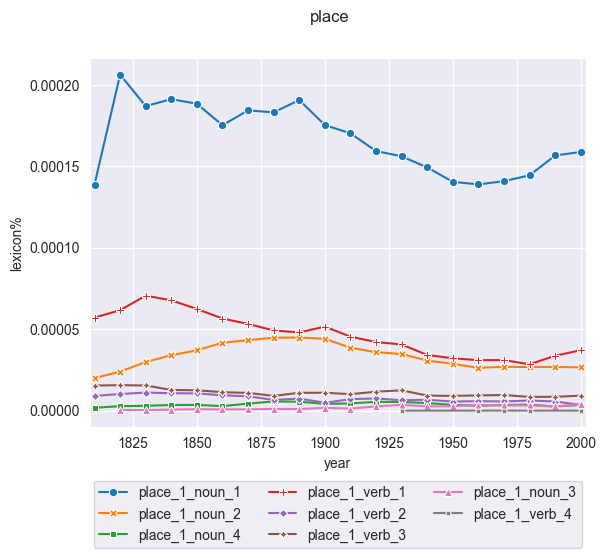 place
0.00020
0.00015
0.00010
0.00005
0.00000
lexicon%
1825 1850 1875 1900 1925 1950 1975 2000
year
place_1_noun_1 place_1_verb_1 place_1_noun_3
place_1_noun_2 place_1_verb_2 place_1_verb_4
place_1_noun_4 place_1_verb_3